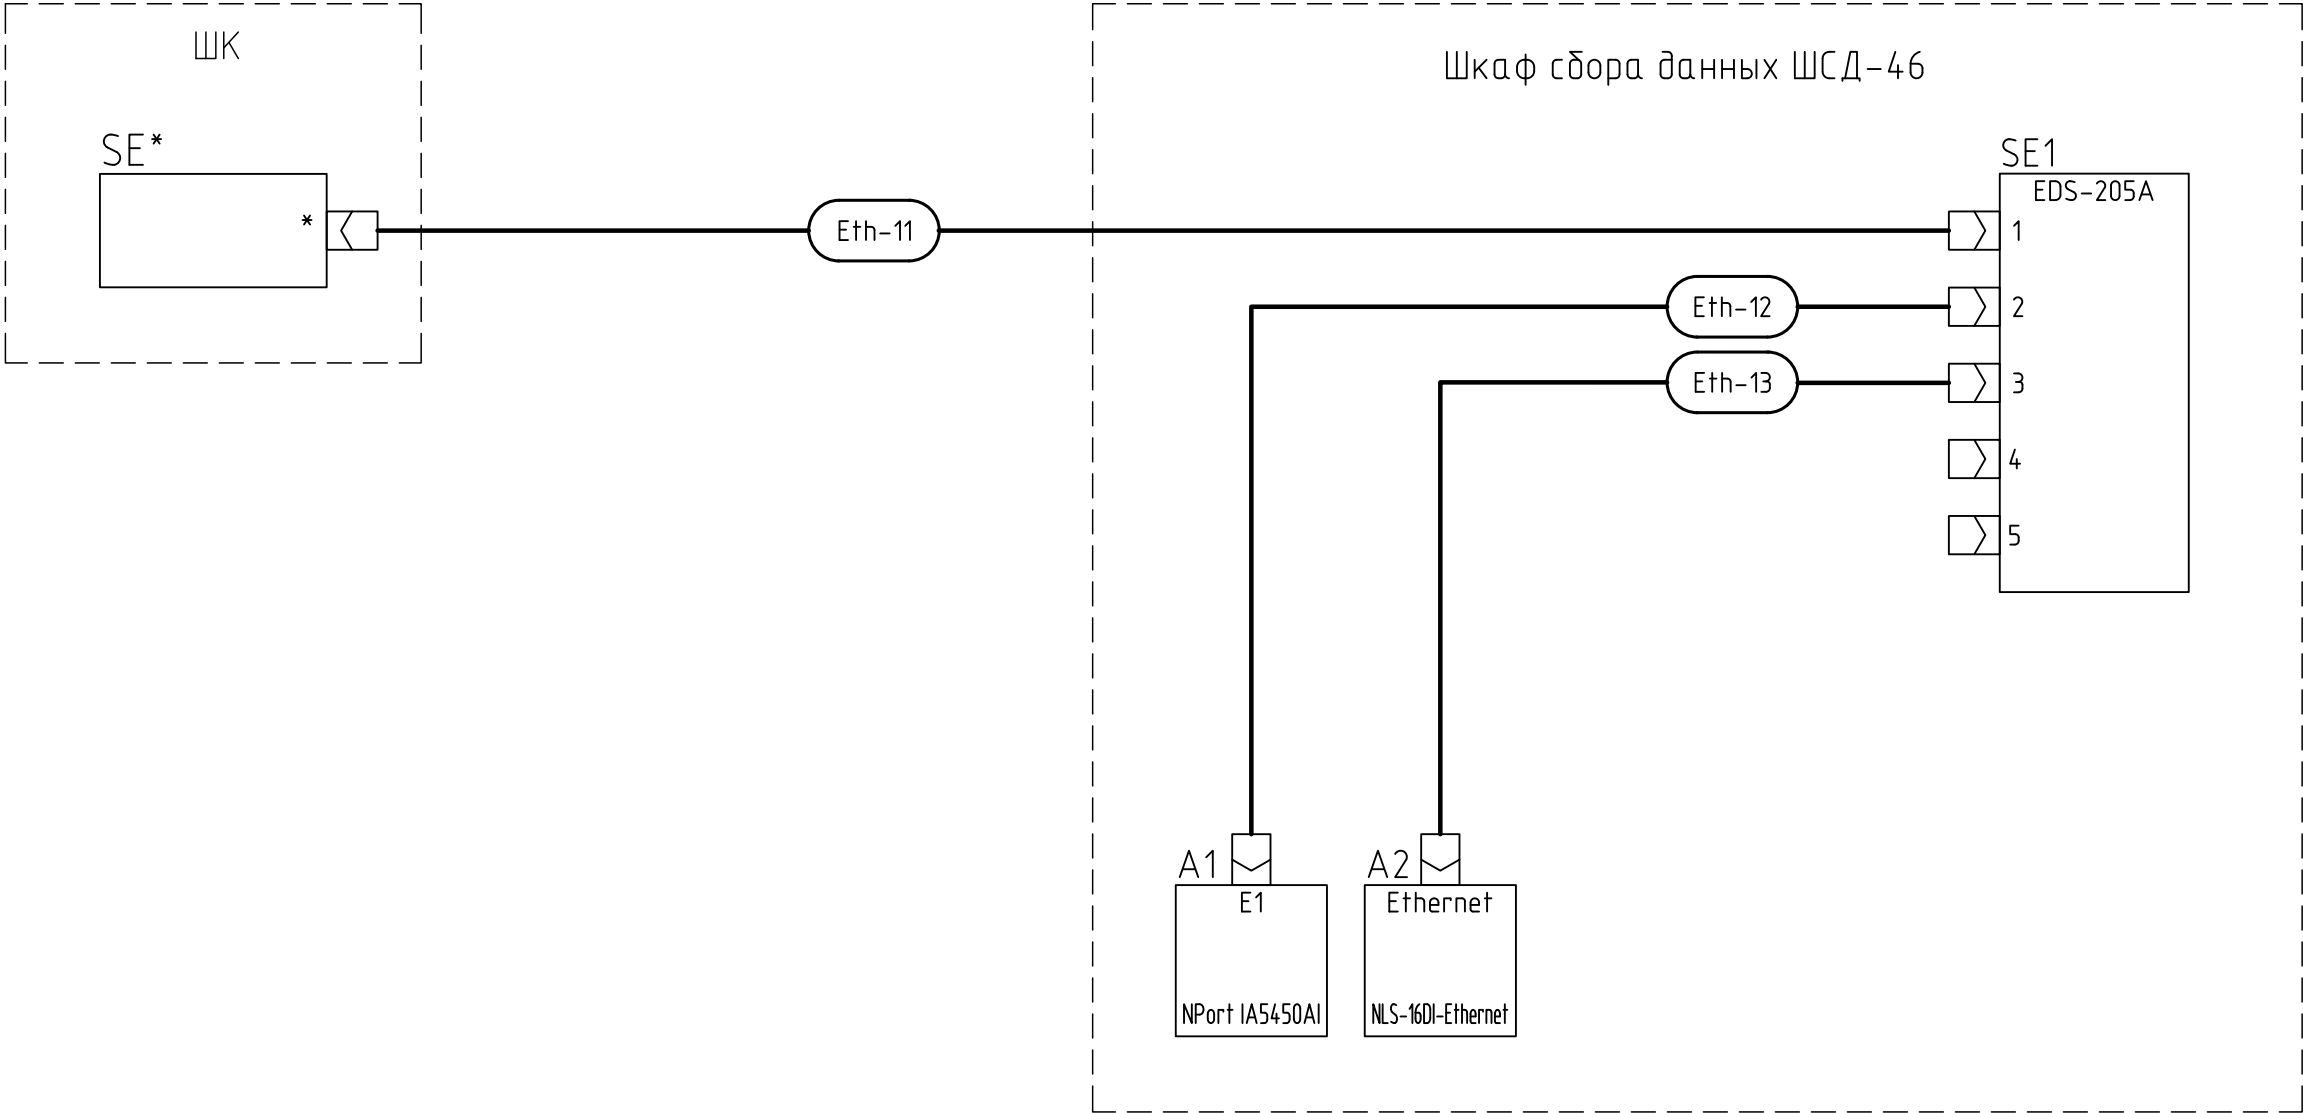 ШК
Шкаф сбора данных ШСД-46
SE*
*
SE1
EDS-205A
Eth-11
1
Eth-12
2
Eth-13
3
4
5
A1
A2
E1
Ethernet
NPort IA5450AI
NLS-16DI-Ethernet